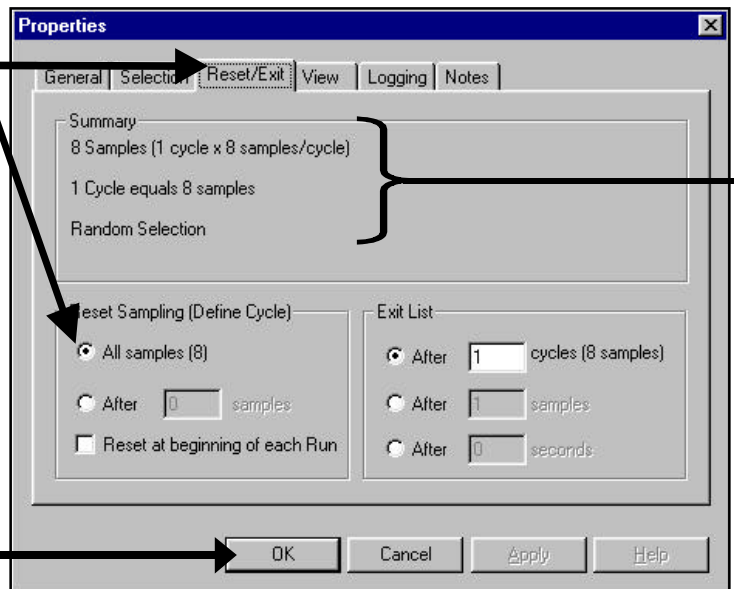 Properties
General Selection Reset/Exit View Logging Notes
Summary
8 Samples (1 cycle x 8 samples/cycle)
1 Cycle equals 8 samples
Random Selection
Reset Sampling (Define Cycle)
All samples (8)
After 0 samples
Reset at beginning of each Run
Exit List
After 1 cycles (8 samples)
After 1 samples
After 0 seconds
OK Cancel Apply Help